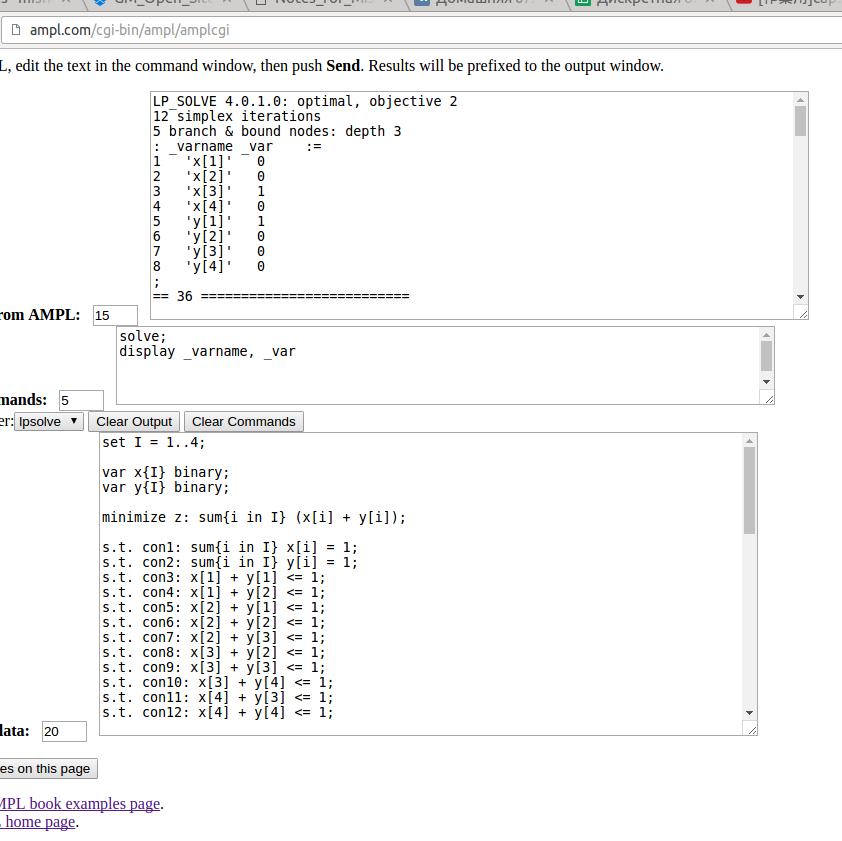 ampl.com/cgi-bin/ampl/amplcgi
L, edit the text in the command window, then push Send. Results will be prefixed to the output window.
LP_SOLVE 4.0.1.0: optimal, objective 2
12 simplex iterations
5 branch & bound nodes: depth 3
: _varname _var :=
1 'x[1]' 0
2 'x[2]' 0
3 'x[3]' 1
4 'x[4]' 0
5 'y[1]' 1
6 'y[2]' 0
7 'y[3]' 0
8 'y[4]' 0
;
== 36 ==========================
rom AMPL: 15
solve;
display _varname, _var
mands: 5
er: lpsolve Clear Output Clear Commands
set I = 1..4;
var x{I} binary;
var y{I} binary;
minimize z: sum{i in I} (x[i] + y[i]);
s.t. con1: sum{i in I} x[i] = 1;
s.t. con2: sum{i in I} y[i] = 1;
s.t. con3: x[1] + y[1] <= 1;
s.t. con4: x[1] + y[2] <= 1;
s.t. con5: x[2] + y[1] <= 1;
s.t. con6: x[2] + y[2] <= 1;
s.t. con7: x[2] + y[3] <= 1;
s.t. con8: x[3] + y[2] <= 1;
s.t. con9: x[3] + y[3] <= 1;
s.t. con10: x[3] + y[4] <= 1;
s.t. con11: x[4] + y[3] <= 1;
s.t. con12: x[4] + y[4] <= 1;
lata: 20
es on this page
MPL book examples page.
home page.